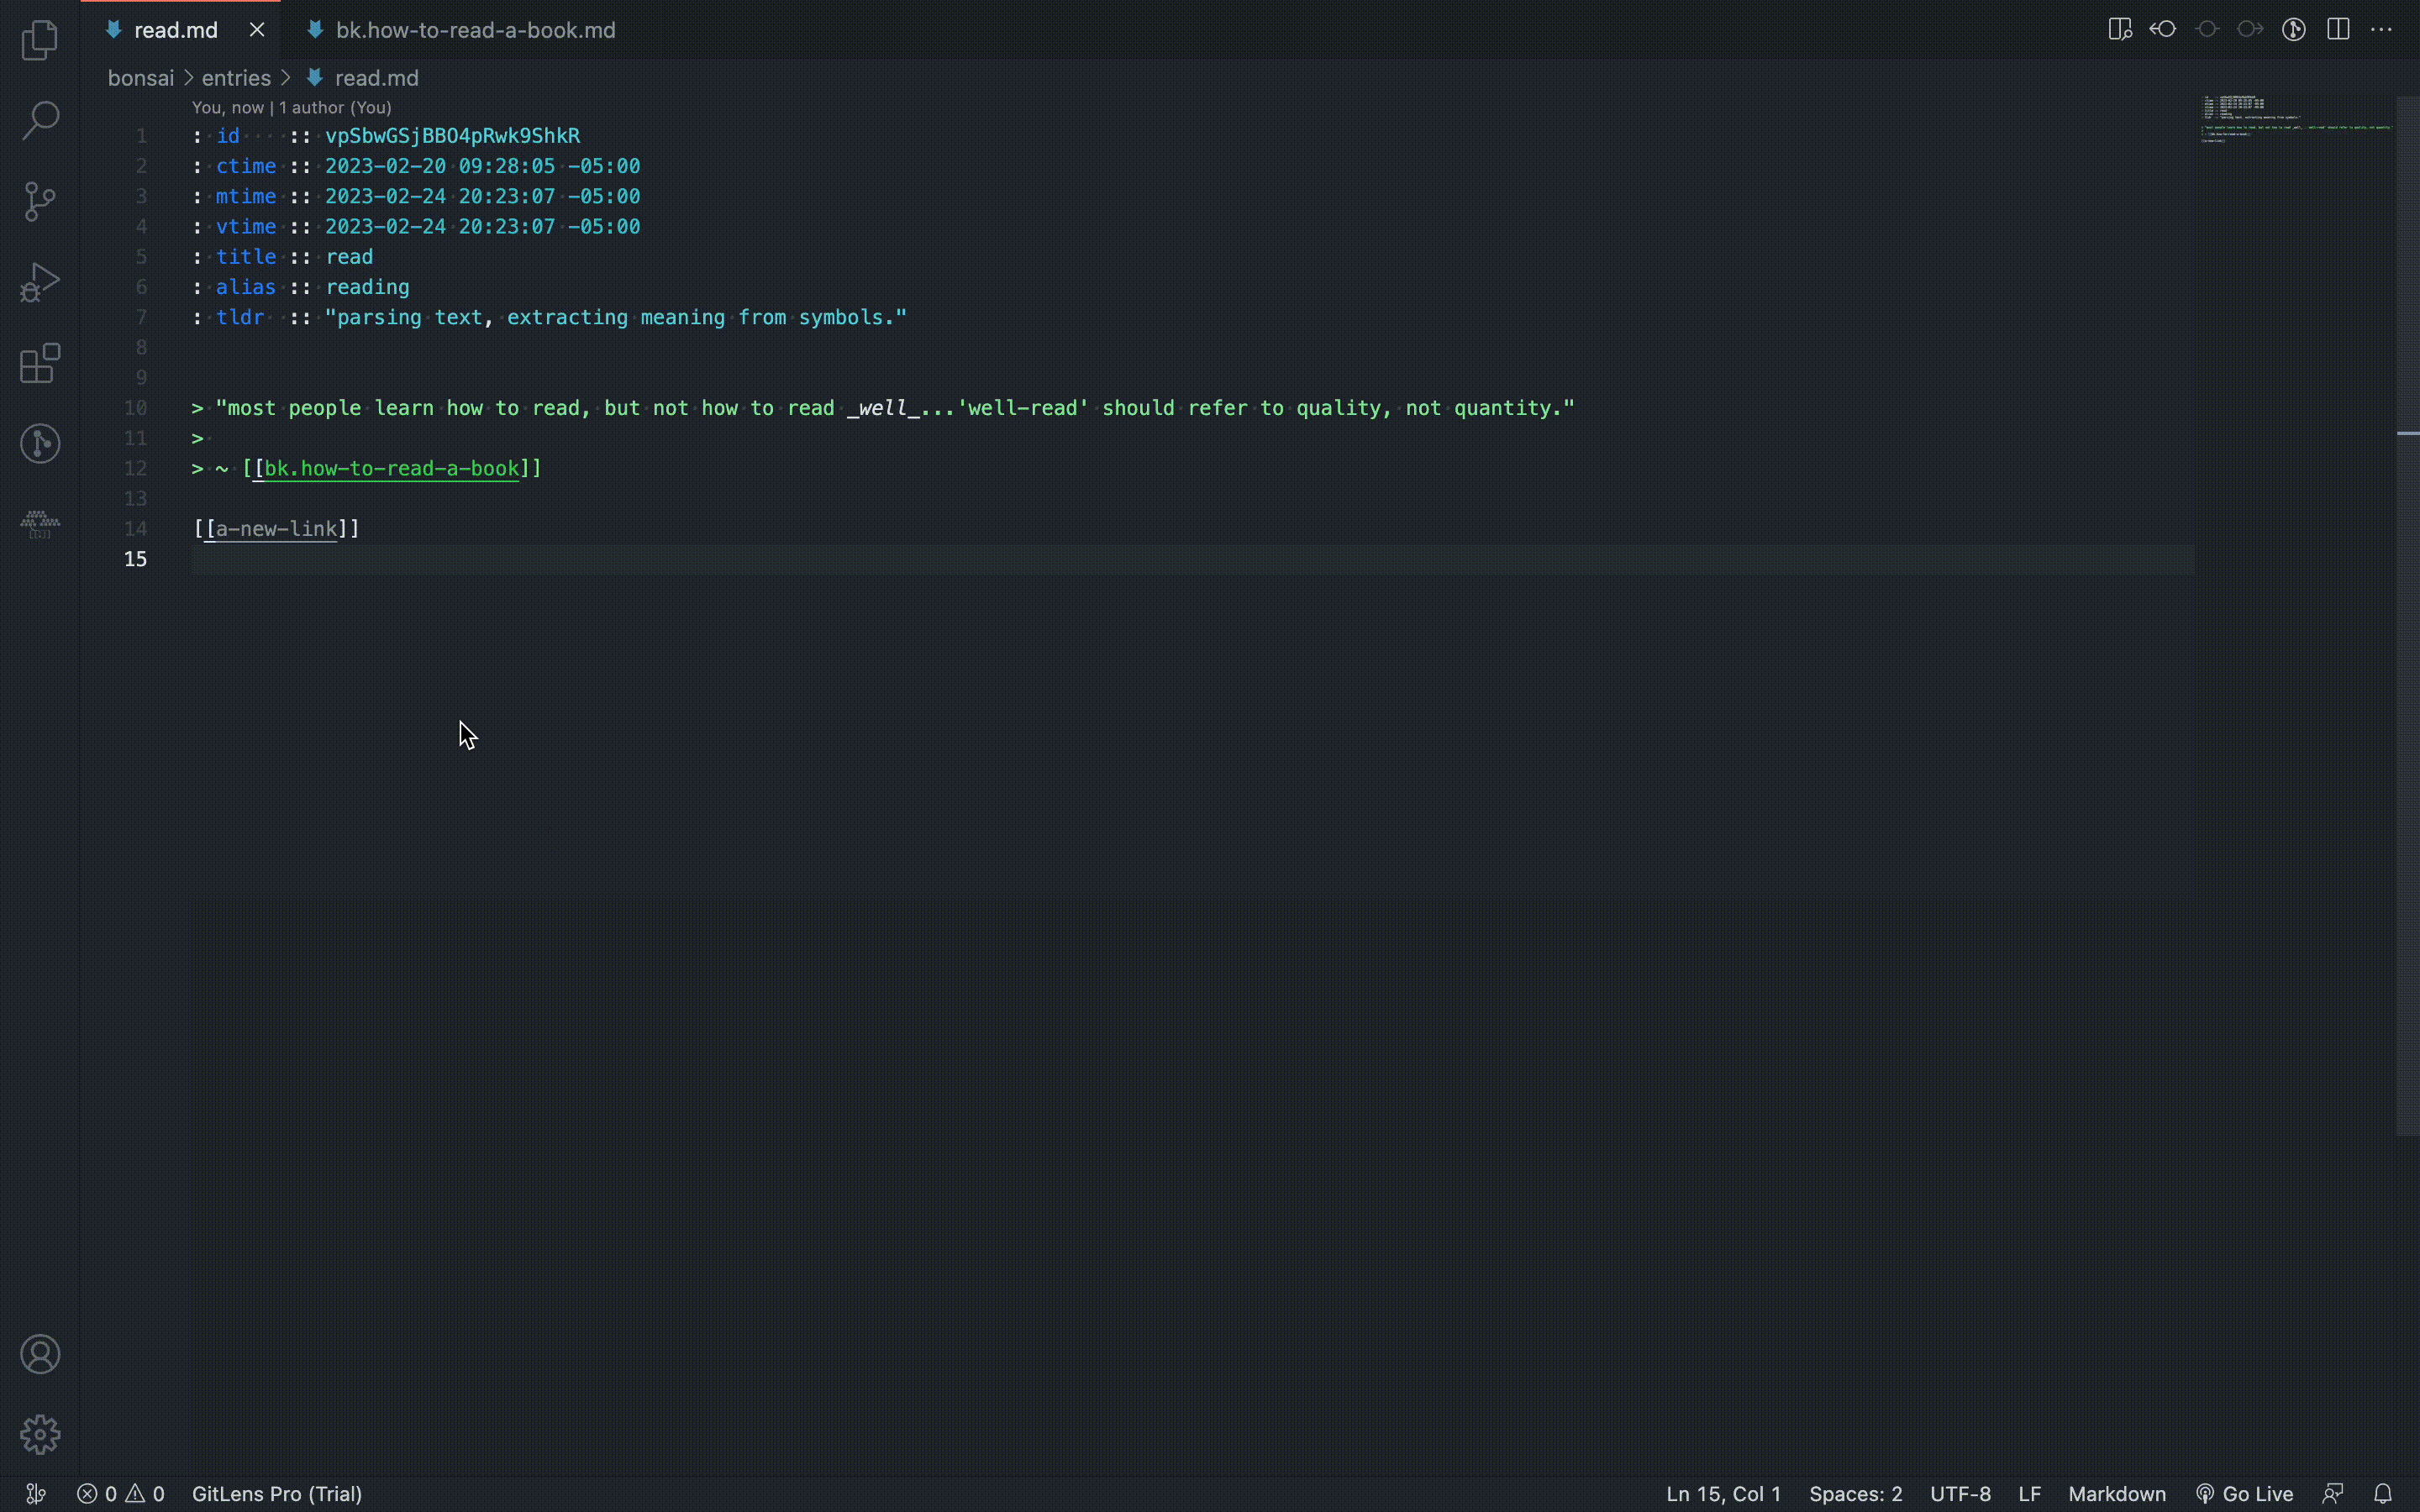 read.md
bk.how-to-read-a-book.md
bonsai > entries > read.md
You, now | 1 author (You)
1 : id :: vpSbwGSjBBO4pRwk9ShkR
2 : ctime :: 2023-02-20 09:28:05 -05:00
3 : mtime :: 2023-02-24 20:23:07 -05:00
4 : vtime :: 2023-02-24 20:23:07 -05:00
5 : title :: read
6 : alias :: reading
7 : tldr :: "parsing text, extracting meaning from symbols."
8
9
10 > "most people learn how to read, but not how to read _well_...'well-read' should refer to quality, not quantity."
11 >
12 > ~ [[bk.how-to-read-a-book]]
13
14 [[a-new-link]]
15
0 0 GitLens Pro (Trial) Ln 15, Col 1 Spaces: 2 UTF-8 LF Markdown Go Live